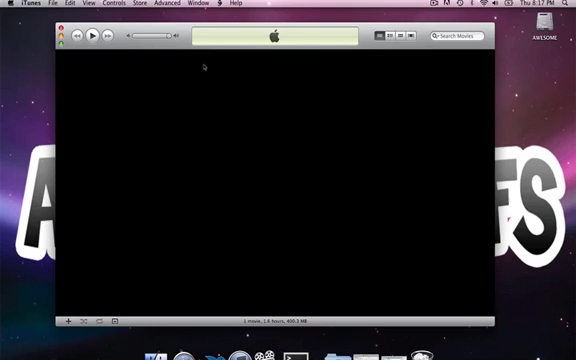 iTunes File Edit View Controls Store Advanced Window Help
Thu 8:17 PM
Search Movies
AWESOME
A
FS
1 movie, 1.6 hours, 400.3 MB